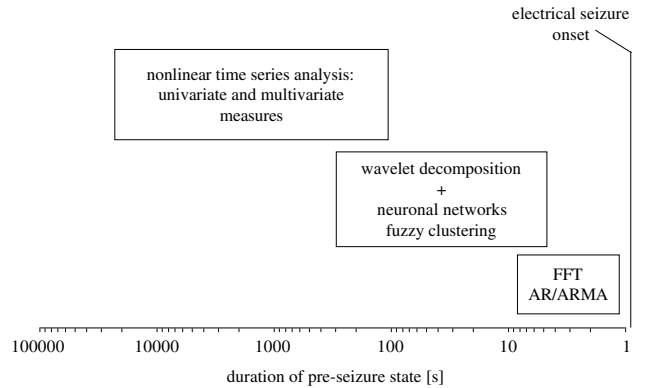 electrical seizure
onset
nonlinear time series analysis:
univariate and multivariate
measures
wavelet decomposition
+
neuronal networks
fuzzy clustering
FFT
AR/ARMA
100000 10000 1000 100 10 1
duration of pre-seizure state [s]